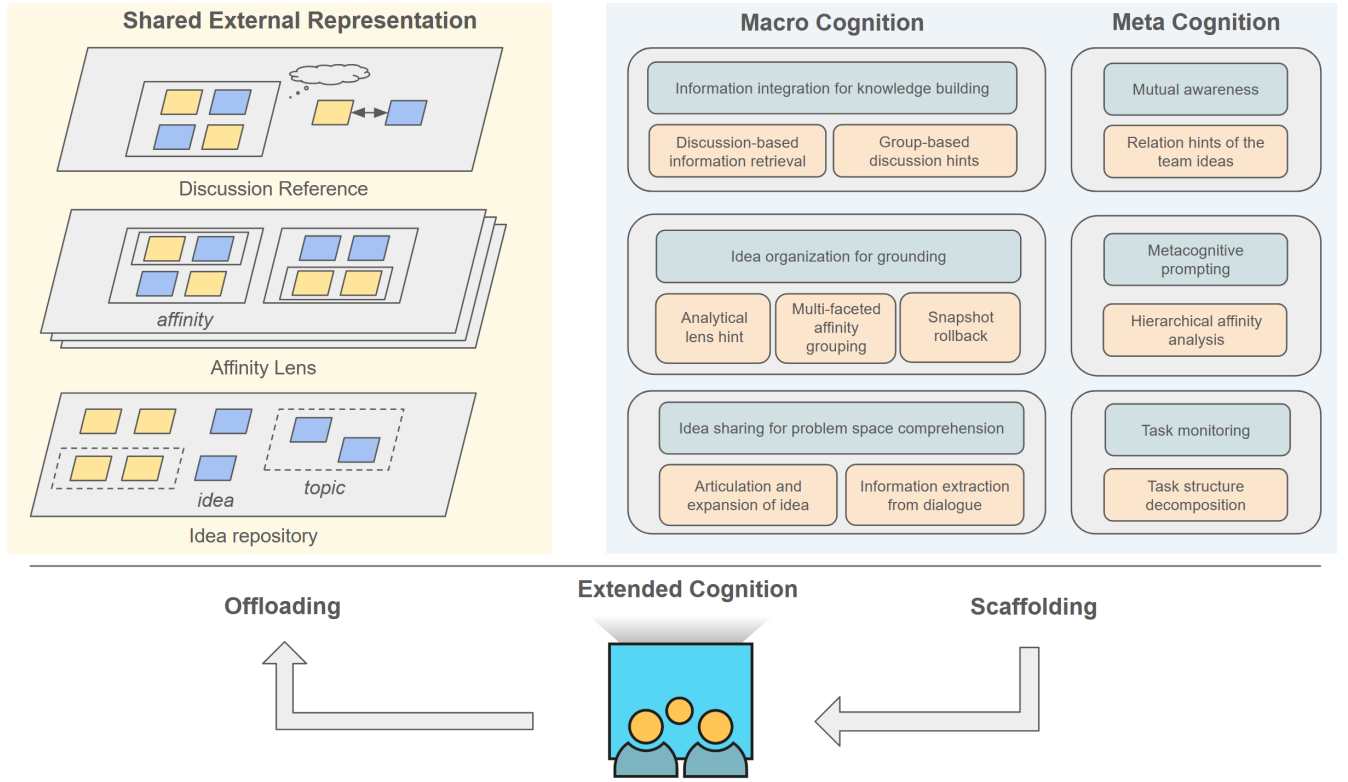 Shared External Representation
Discussion Reference
affinity
Affinity Lens
idea
topic
Idea repository
Macro Cognition
Information integration for knowledge building
Discussion-based
information retrieval
Group-based
discussion hints
Idea organization for grounding
Analytical
lens hint
Multi-faceted
affinity
grouping
Snapshot
rollback
Idea sharing for problem space comprehension
Articulation and
expansion of idea
Information extraction
from dialogue
Meta Cognition
Mutual awareness
Relation hints of the
team ideas
Metacognitive
prompting
Hierarchical affinity
analysis
Task monitoring
Task structure
decomposition
Offloading
Extended Cognition
Scaffolding